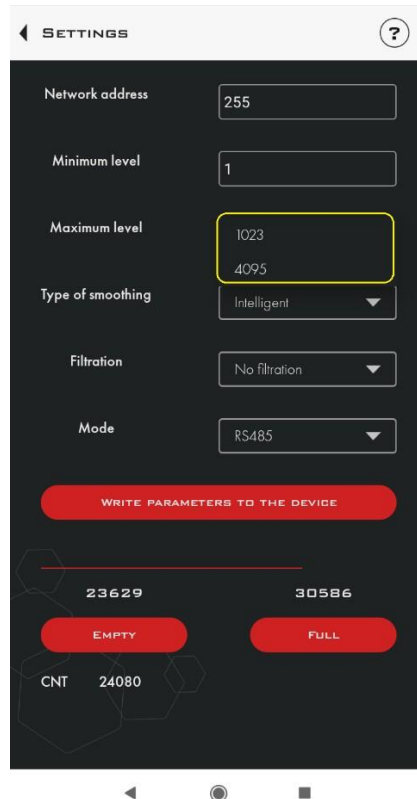 SETTINGS
?
Network address 255
Minimum level 1
Maximum level
1023
4095
Type of smoothing Intelligent
Filtration No filtration
Mode RS485
WRITE PARAMETERS TO THE DEVICE
23629 30586
EMPTY FULL
CNT 24080